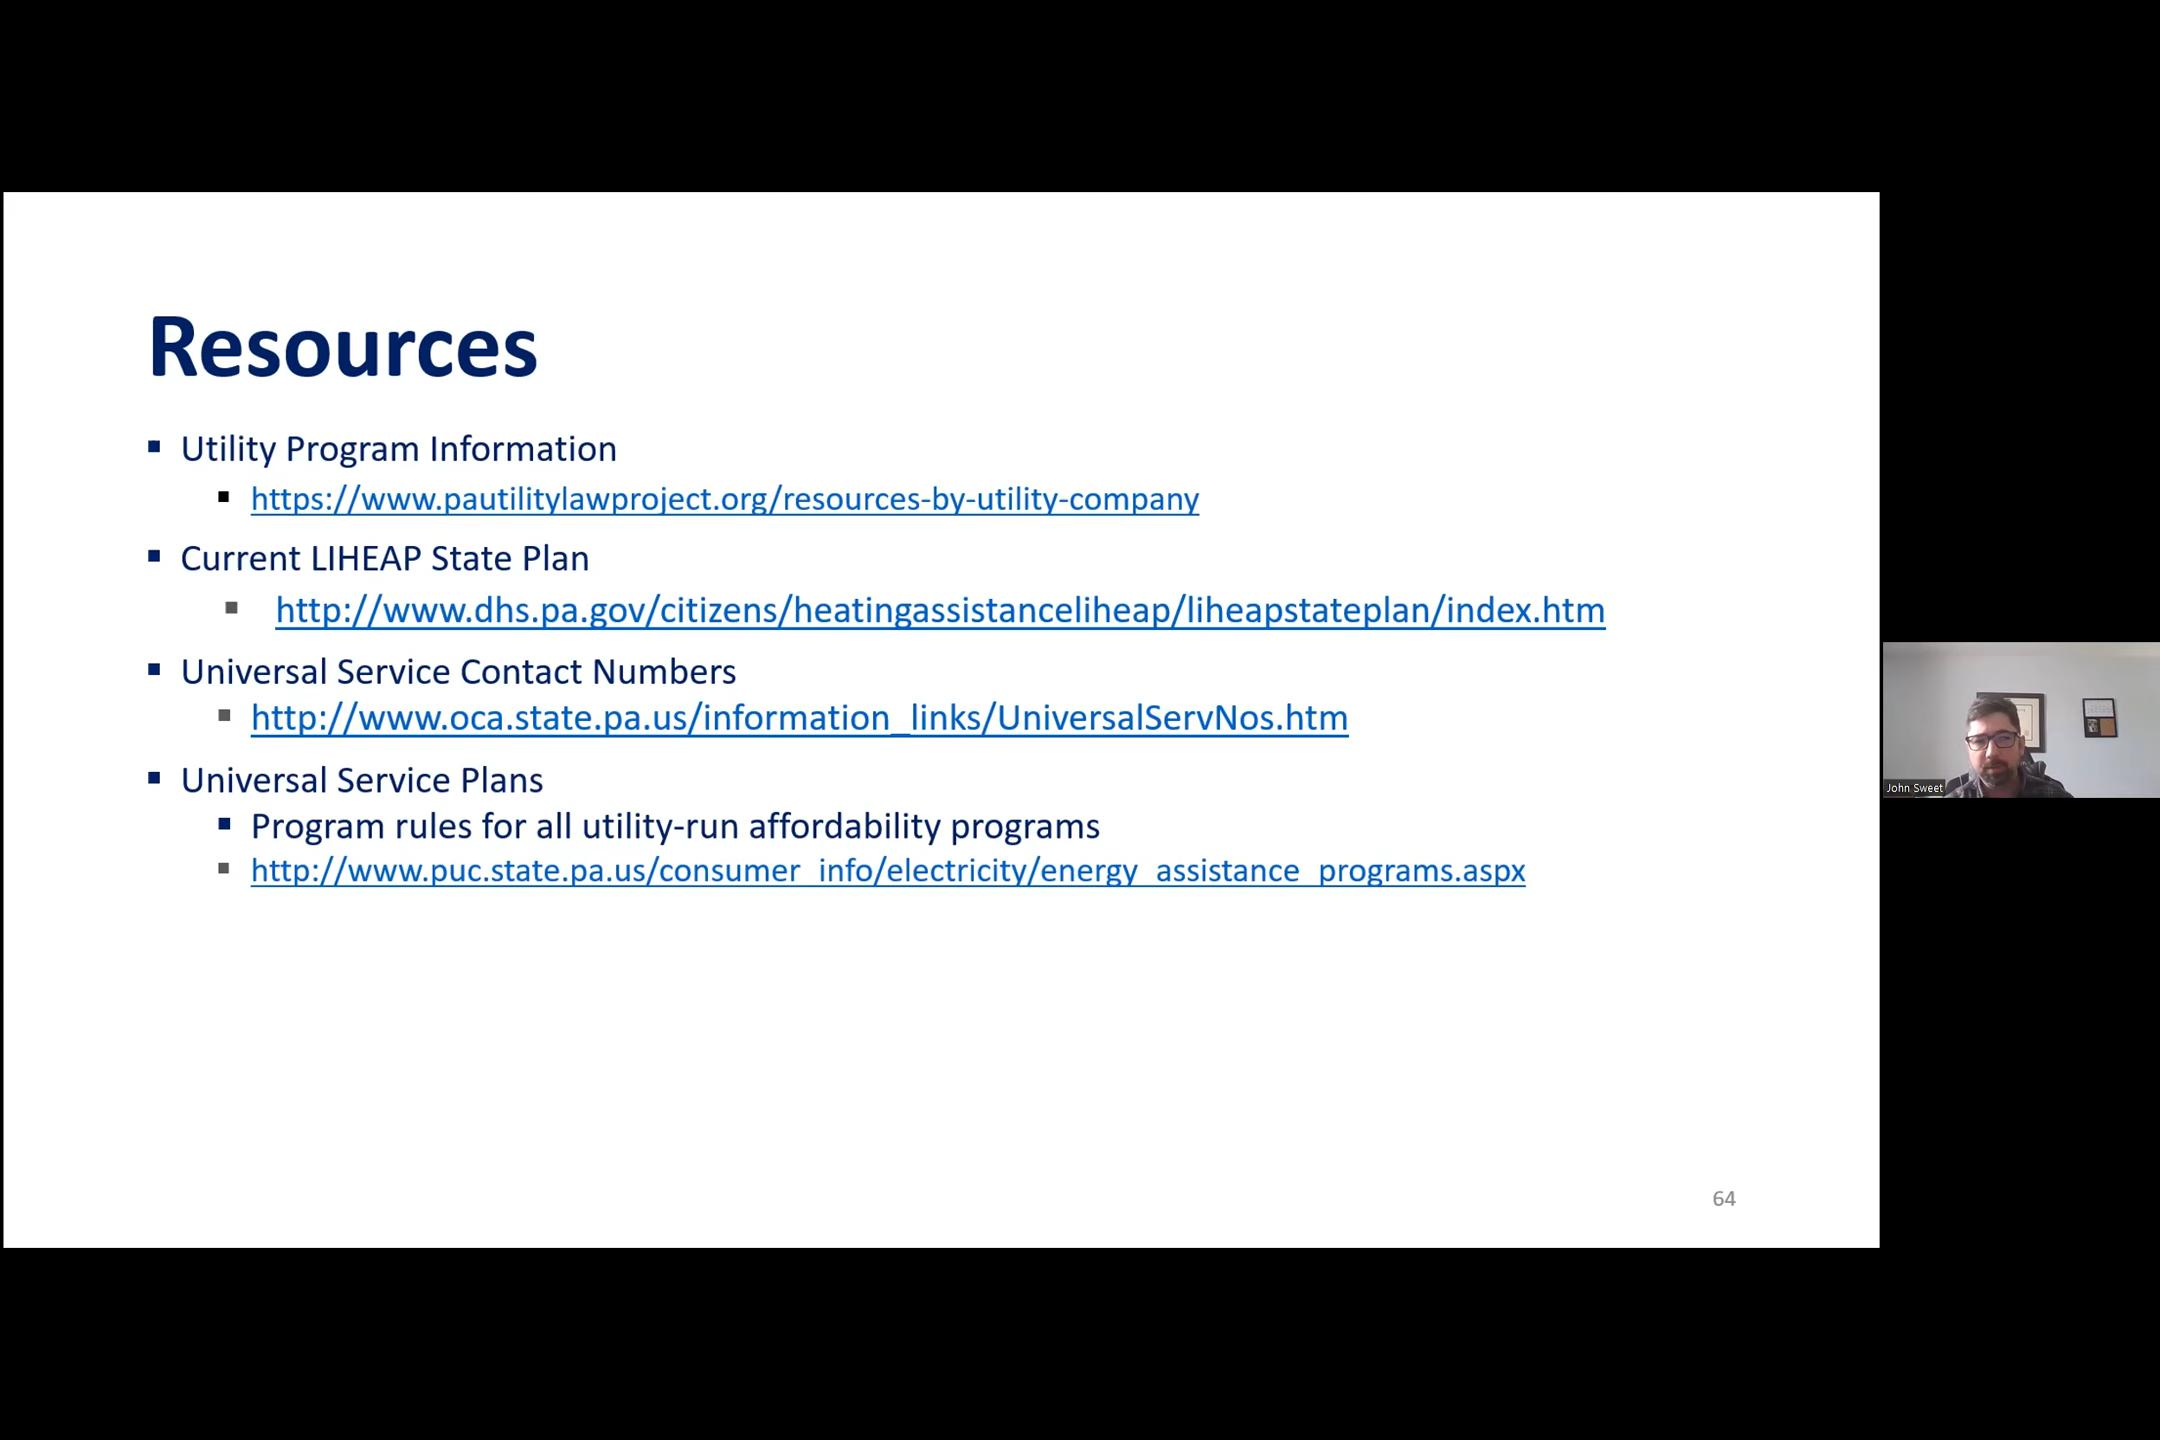 Resources
Utility Program Information
https://www.pautilitylawproject.org/resources-by-utility-company
Current LIHEAP State Plan
http://www.dhs.pa.gov/citizens/heatingassistanceliheap/liheapstateplan/index.htm
Universal Service Contact Numbers
http://www.oca.state.pa.us/information_links/UniversalServNos.htm
Universal Service Plans
Program rules for all utility-run affordability programs
http://www.puc.state.pa.us/consumer_info/electricity/energy_assistance_programs.aspx
64
John Sweet